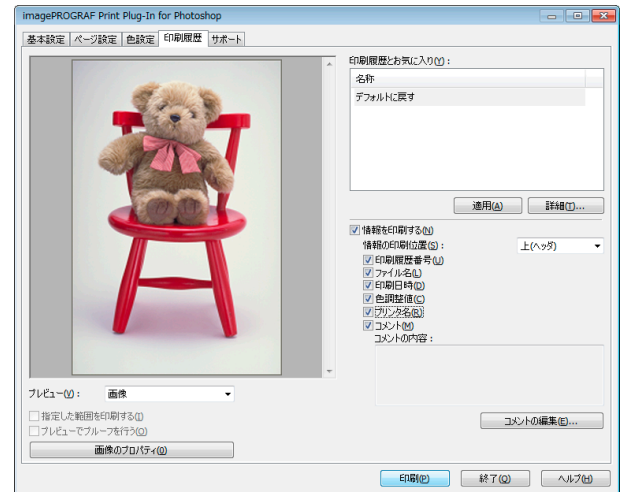 imagePROGRAF Print Plug-In for Photoshop
基本設定 ページ設定 色設定 印刷履歴 サポート
印刷履歴とお気に入り(Y)：
名称
デフォルトに戻す
適用(A) 詳細(T)...
情報を印刷する(N)
情報の印刷位置(S)： 上(ヘッダ)
印刷履歴番号(U)
ファイル名(L)
印刷日時(D)
色調整値(C)
プリンタ名(R)
コメント(M)
コメントの内容：
プレビュー(V)： 画像
指定した範囲を印刷する(I)
プレビューでプルーフを行う(O)
コメントの編集(E)...
画像のプロパティ(0)
印刷(P) 終了(Q) ヘルプ(H)